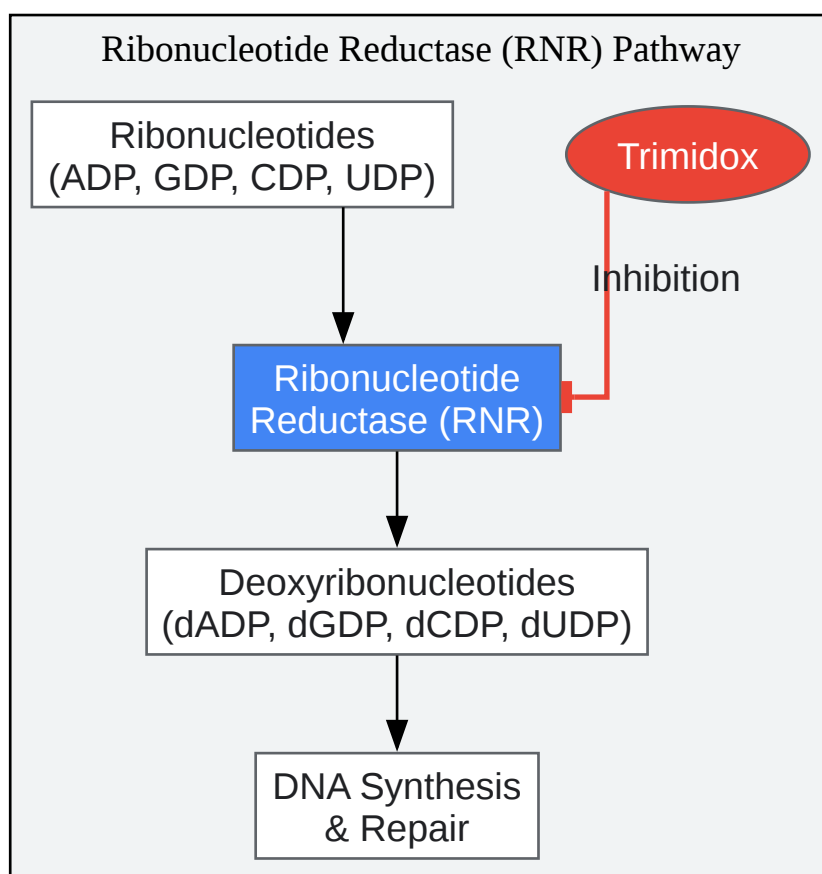 Ribonucleotide Reductase (RNR) Pathway
Ribonucleotides
(ADP, GDP, CDP, UDP)
Trimidox
Inhibition
Ribonucleotide
Reductase (RNR)
Deoxyribonucleotides
(dADP, dGDP, dCDP, dUDP)
DNA Synthesis
& Repair